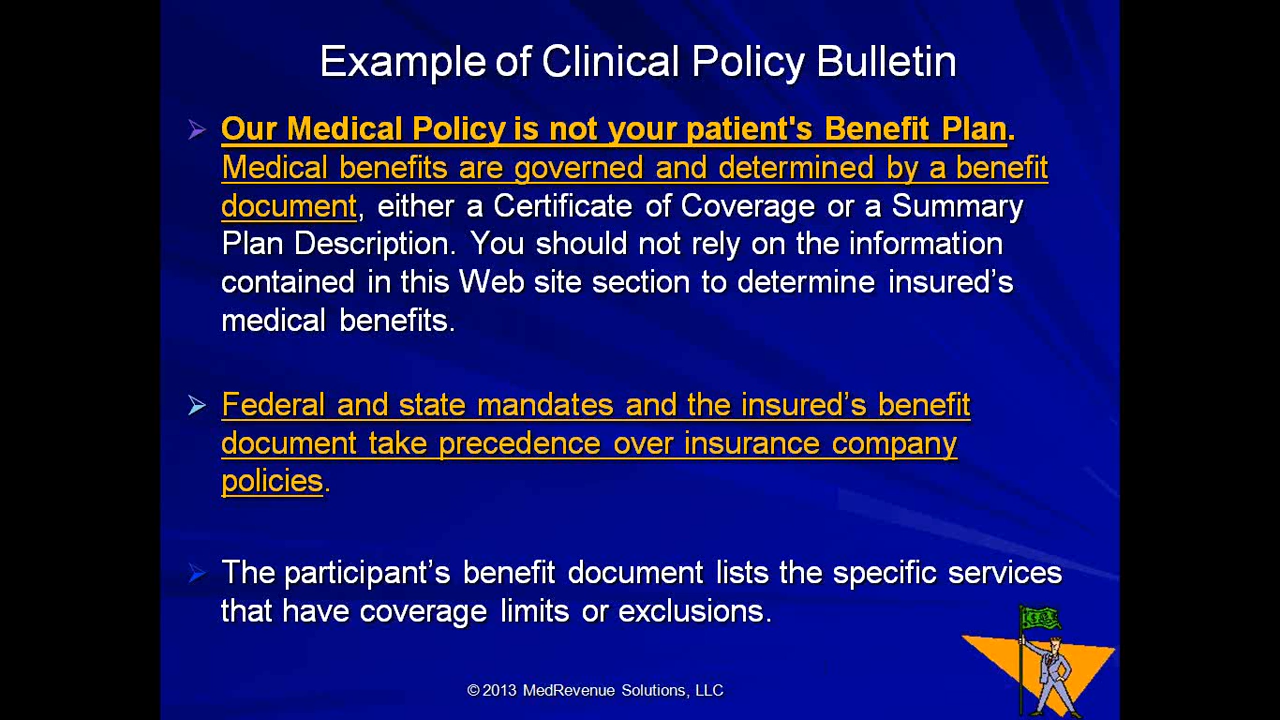 Example of Clinical Policy Bulletin
Our Medical Policy is not your patient's Benefit Plan.
Medical benefits are governed and determined by a benefit
document, either a Certificate of Coverage or a Summary
Plan Description. You should not rely on the information
contained in this Web site section to determine insured’s
medical benefits.
Federal and state mandates and the insured’s benefit
document take precedence over insurance company
policies.
The participant’s benefit document lists the specific services
that have coverage limits or exclusions.
© 2013 MedRevenue Solutions, LLC